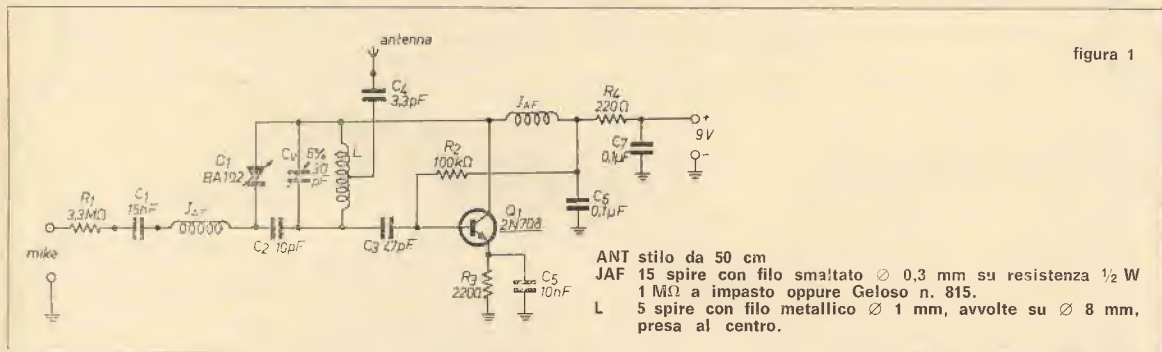 figura 1
antenna
C4
3,3pF
JAF
R4
220Ω
+
9V
-
C7
0,1μF
R2
100kΩ
C6
0,1μF
D1
BA102
Cv
6%
30
pF
L
R1
3,3MΩ
C1
15nF
JAF
mike
C2 10pF
C3 47pF
Q1
2N708
R3
220Ω
C5
10nF
ANT stilo da 50 cm
JAF 15 spire con filo smaltato ∅ 0,3 mm su resistenza ½ W
1 MΩ a impasto oppure Geloso n. 815.
L 5 spire con filo metallico ∅ 1 mm, avvolte su ∅ 8 mm,
presa al centro.